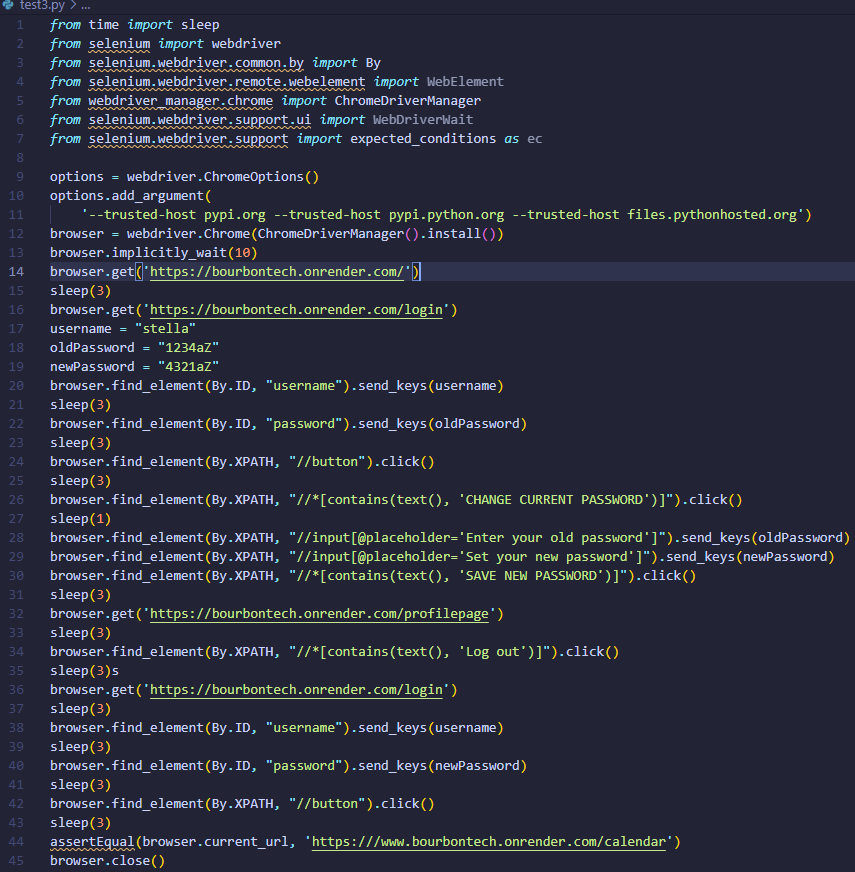 test3.py > ...
1 from time import sleep
2 from selenium import webdriver
3 from selenium.webdriver.common.by import By
4 from selenium.webdriver.remote.webelement import WebElement
5 from webdriver_manager.chrome import ChromeDriverManager
6 from selenium.webdriver.support.ui import WebDriverWait
7 from selenium.webdriver.support import expected_conditions as ec
8
9 options = webdriver.ChromeOptions()
10 options.add_argument(
11     '--trusted-host pypi.org --trusted-host pypi.python.org --trusted-host files.pythonhosted.org')
12 browser = webdriver.Chrome(ChromeDriverManager().install())
13 browser.implicitly_wait(10)
14 browser.get('https://bourbontech.onrender.com/')
15 sleep(3)
16 browser.get('https://bourbontech.onrender.com/login')
17 username = "stella"
18 oldPassword = "1234aZ"
19 newPassword = "4321aZ"
20 browser.find_element(By.ID, "username").send_keys(username)
21 sleep(3)
22 browser.find_element(By.ID, "password").send_keys(oldPassword)
23 sleep(3)
24 browser.find_element(By.XPATH, "//button").click()
25 sleep(3)
26 browser.find_element(By.XPATH, "//*[contains(text(), 'CHANGE CURRENT PASSWORD')]").click()
27 sleep(1)
28 browser.find_element(By.XPATH, "//input[@placeholder='Enter your old password']").send_keys(oldPassword)
29 browser.find_element(By.XPATH, "//input[@placeholder='Set your new password']").send_keys(newPassword)
30 browser.find_element(By.XPATH, "//*[contains(text(), 'SAVE NEW PASSWORD')]").click()
31 sleep(3)
32 browser.get('https://bourbontech.onrender.com/profilepage')
33 sleep(3)
34 browser.find_element(By.XPATH, "//*[contains(text(), 'Log out')]").click()
35 sleep(3)s
36 browser.get('https://bourbontech.onrender.com/login')
37 sleep(3)
38 browser.find_element(By.ID, "username").send_keys(username)
39 sleep(3)
40 browser.find_element(By.ID, "password").send_keys(newPassword)
41 sleep(3)
42 browser.find_element(By.XPATH, "//button").click()
43 sleep(3)
44 assertEqual(browser.current_url, 'https:///www.bourbontech.onrender.com/calendar')
45 browser.close()